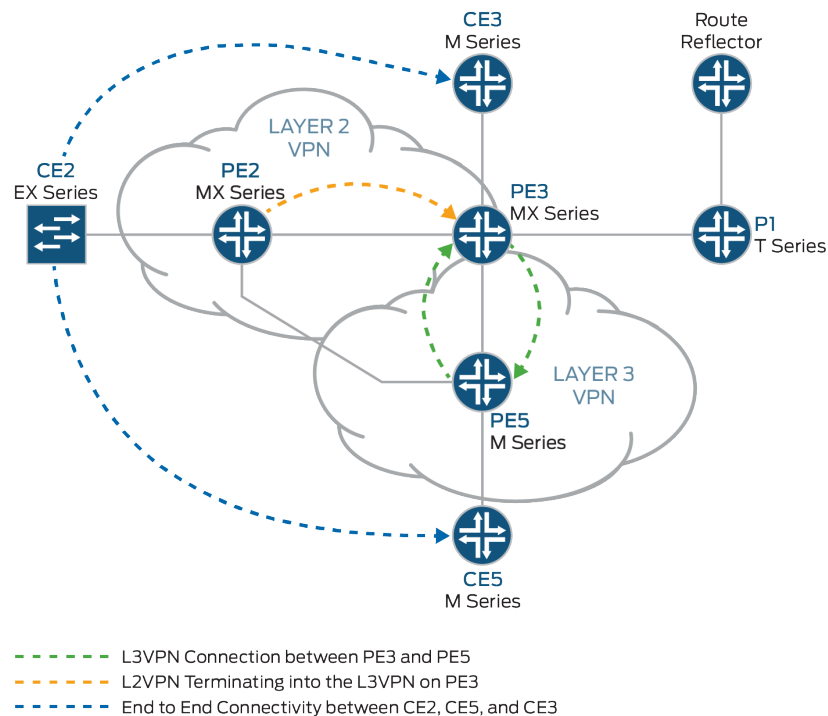 CE3
M Series
Route
Reflector
LAYER 2
VPN
CE2
EX Series
PE2
MX Series
PE3
MX Series
P1
T Series
LAYER 3
VPN
PE5
M Series
CE5
M Series
L3VPN Connection between PE3 and PE5
L2VPN Terminating into the L3VPN on PE3
End to End Connectivity between CE2, CE5, and CE3